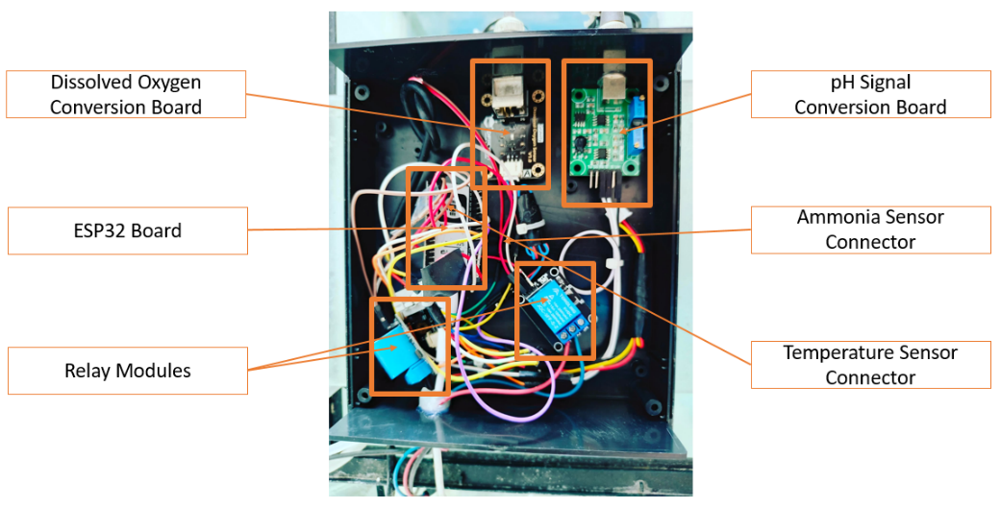 Dissolved Oxygen
Conversion Board
pH Signal
Conversion Board
ESP32 Board
Ammonia Sensor
Connector
Relay Modules
Temperature Sensor
Connector